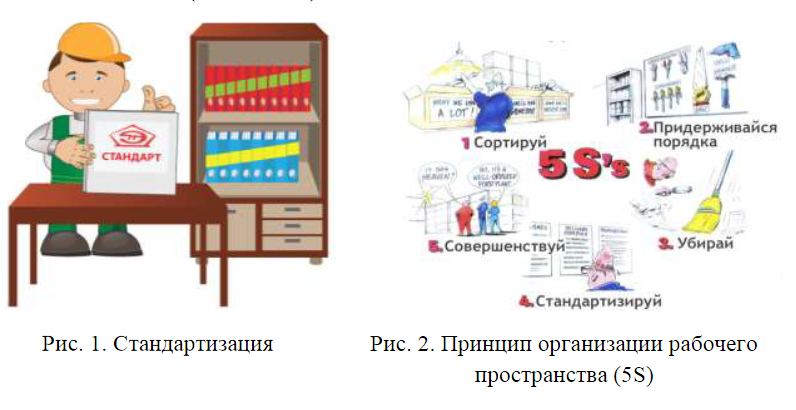 СТАНДАРТ
A LOT!
1 Сортируй
2. Придерживайся
порядка
5 S's
5. Совершенствуй
3. Убирай
4. Стандартизируй
Рис. 1. Стандартизация
Рис. 2. Принцип организации рабочего
пространства (5S)